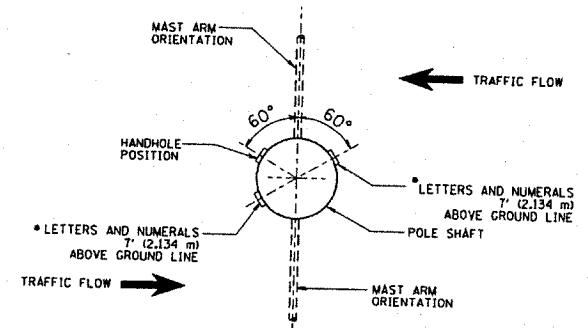 MAST ARM
ORIENTATION
TRAFFIC FLOW
60°
60°
HANDHOLE
POSITION
*LETTERS AND NUMERALS
7' (2.134 m)
ABOVE GROUND LINE
*LETTERS AND NUMERALS
7' (2.134 m)
ABOVE GROUND LINE
POLE SHAFT
TRAFFIC FLOW
MAST ARM
ORIENTATION